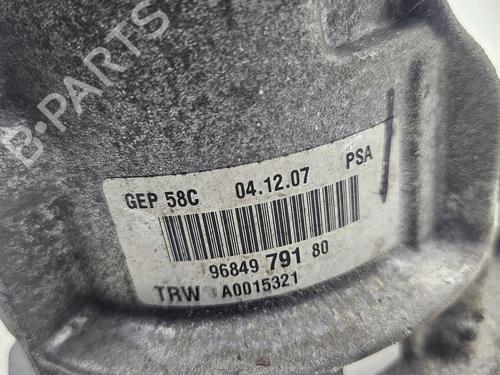 B-PARTS
GEP 58C 04.12.07 PSA
96849 791 80
TRW A0015321